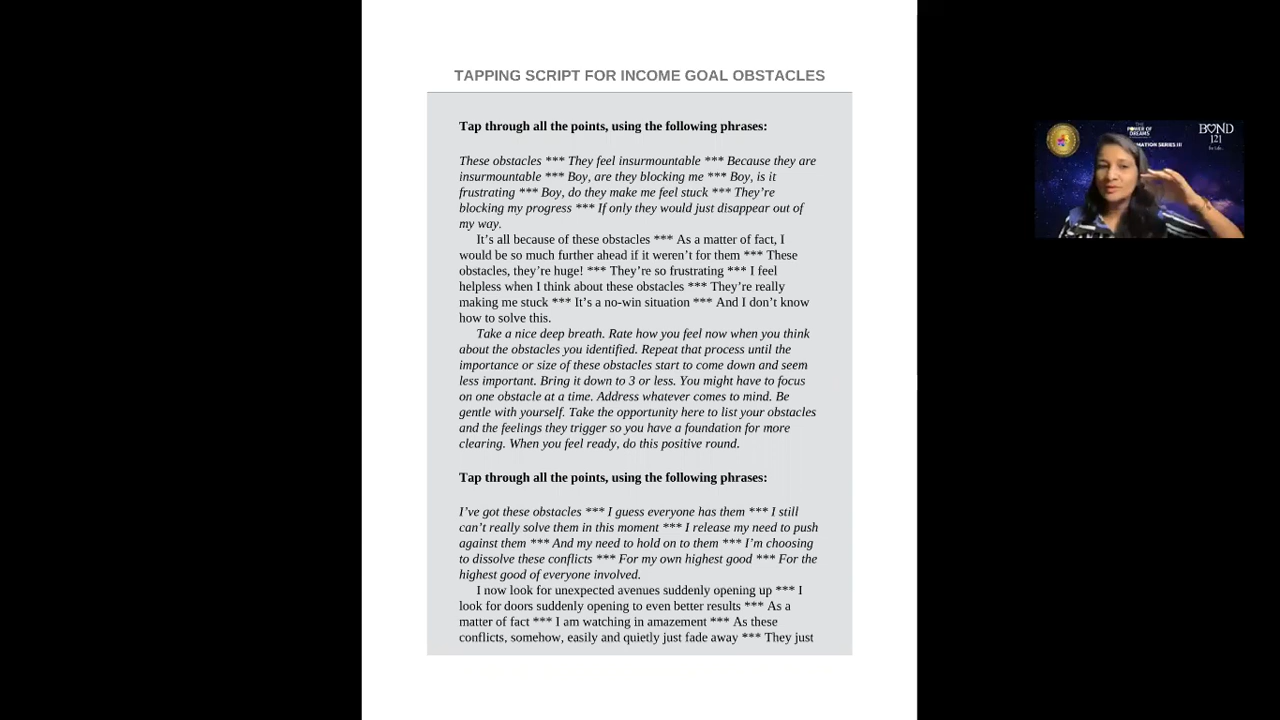 TAPPING SCRIPT FOR INCOME GOAL OBSTACLES
Tap through all the points, using the following phrases:
These obstacles *** They feel insurmountable *** Because they are
insurmountable *** Boy, are they blocking me *** Boy, is it
frustrating *** Boy, do they make me feel stuck *** They’re
blocking my progress *** If only they would just disappear out of
my way.
It’s all because of these obstacles *** As a matter of fact, I
would be so much further ahead if it weren’t for them *** These
obstacles, they’re huge! *** They’re so frustrating *** I feel
helpless when I think about these obstacles *** They’re really
making me stuck *** It’s a no-win situation *** And I don’t know
how to solve this.
Take a nice deep breath. Rate how you feel now when you think
about the obstacles you identified. Repeat that process until the
importance or size of these obstacles start to come down and seem
less important. Bring it down to 3 or less. You might have to focus
on one obstacle at a time. Address whatever comes to mind. Be
gentle with yourself. Take the opportunity here to list your obstacles
and the feelings they trigger so you have a foundation for more
clearing. When you feel ready, do this positive round.
Tap through all the points, using the following phrases:
I’ve got these obstacles *** I guess everyone has them *** I still
can’t really solve them in this moment *** I release my need to push
against them *** And my need to hold on to them *** I’m choosing
to dissolve these conflicts *** For my own highest good *** For the
highest good of everyone involved.
I now look for unexpected avenues suddenly opening up *** I
look for doors suddenly opening to even better results *** As a
matter of fact *** I am watching in amazement *** As these
conflicts, somehow, easily and quietly just fade away *** They just
THE
POWER OF
DREAMS
MATION SERIES III
BOND
121